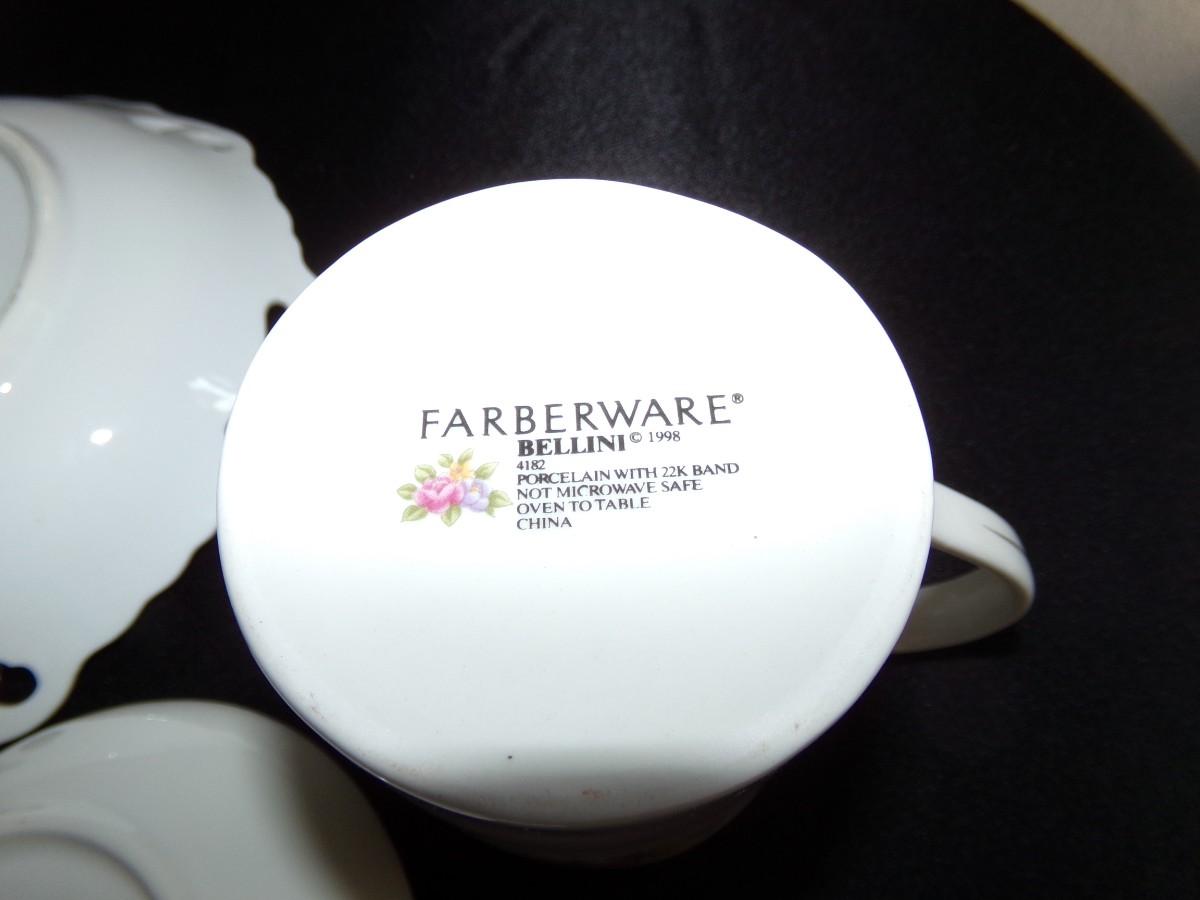 FARBERWARE®
BELLINI © 1998
4182
PORCELAIN WITH 22K BAND
NOT MICROWAVE SAFE
OVEN TO TABLE
CHINA